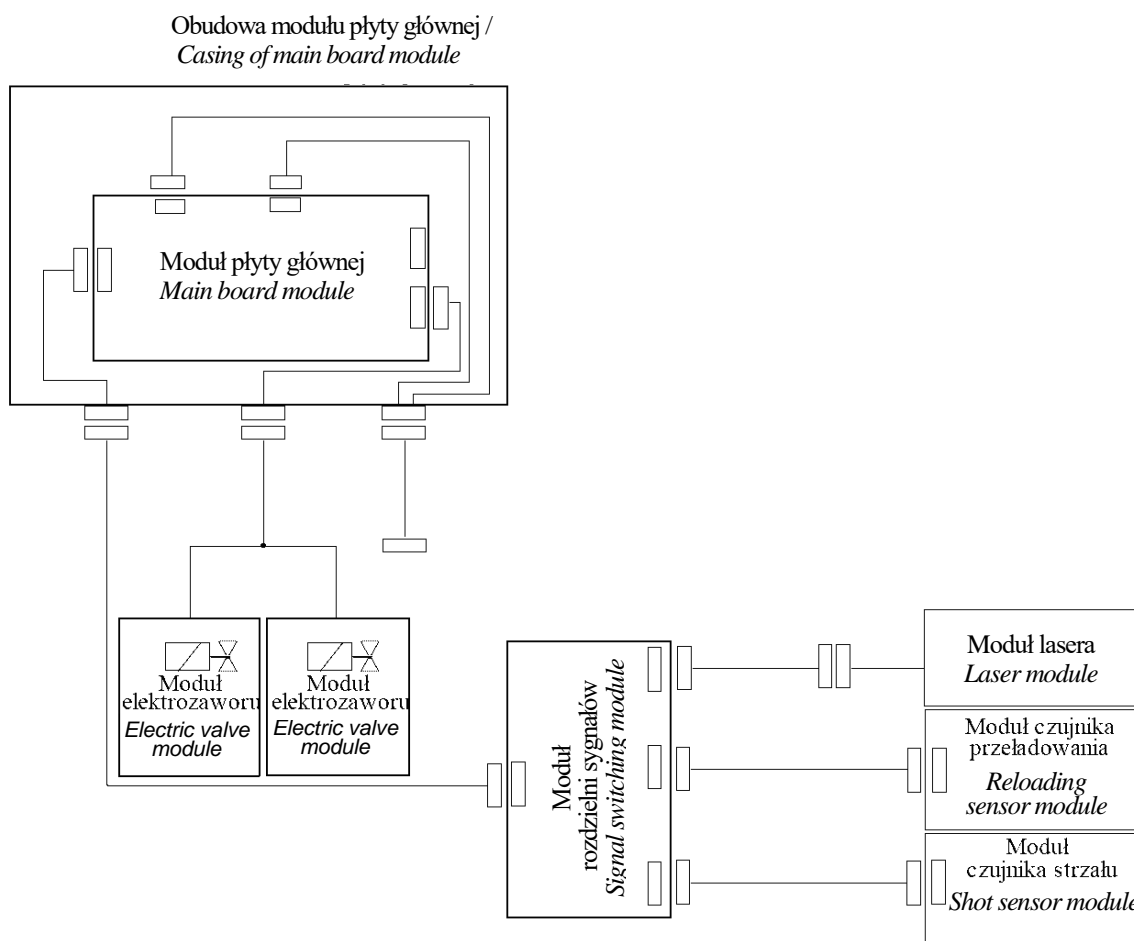 Obudowa modułu płyty głównej /
Casing of main board module
Moduł płyty głównej
Main board module
Moduł
elektrozaworu
Electric valve
module
Moduł
elektrozaworu
Electric valve
module
Moduł
rozdzielni sygnałów
Signal switching module
Moduł lasera
Laser module
Moduł czujnika
przeładowania
Reloading
sensor module
Moduł
czujnika strzału
Shot sensor module